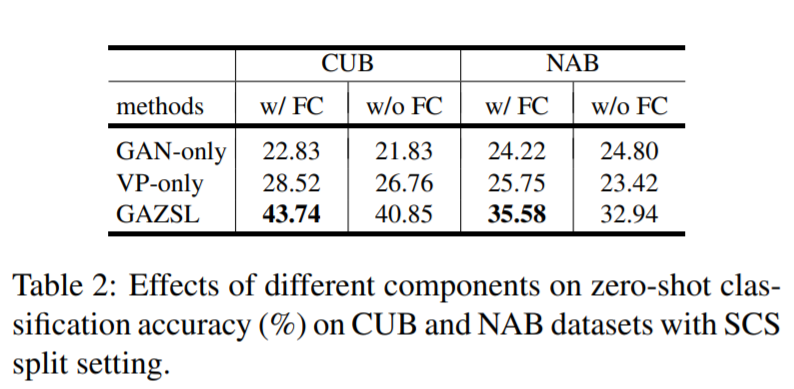 CUB NAB
methods w/ FC w/o FC w/ FC w/o FC
GAN-only 22.83 21.83 24.22 24.80
VP-only 28.52 26.76 25.75 23.42
GAZSL 43.74 40.85 35.58 32.94
Table 2: Effects of different components on zero-shot clas-
sification accuracy (%) on CUB and NAB datasets with SCS
split setting.